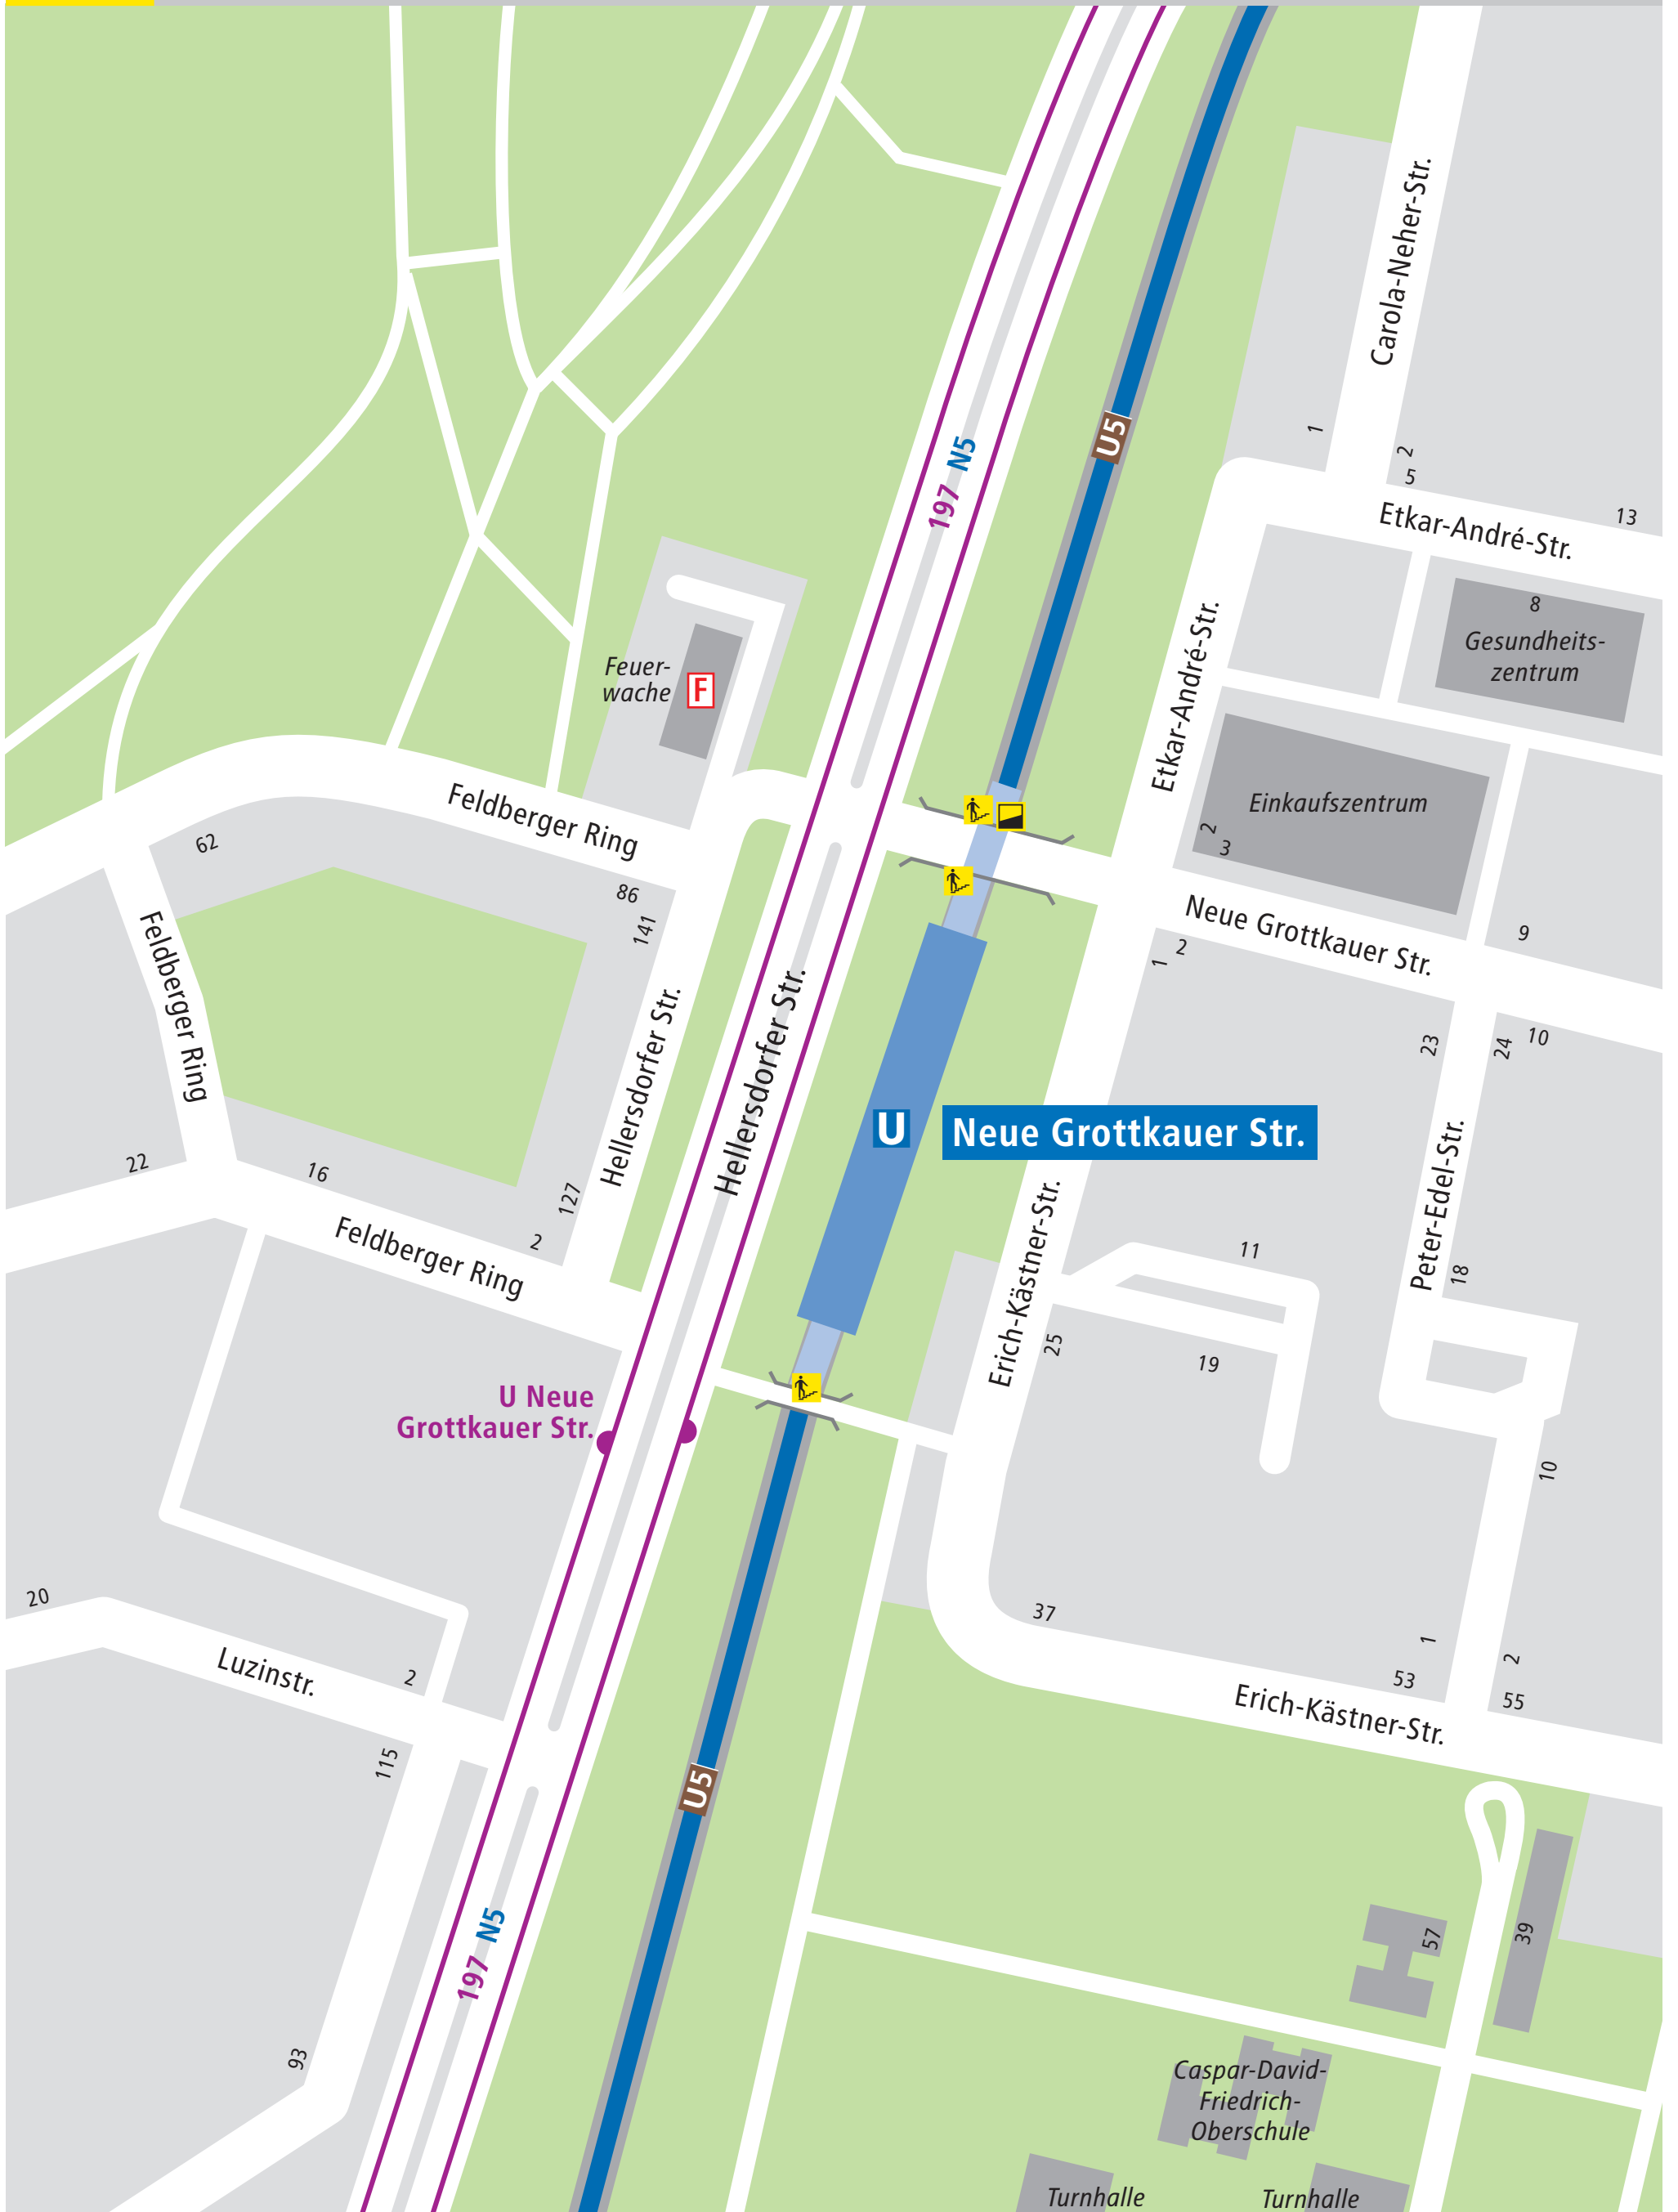 Carola-Neher-Str.
U5
197 N5
1
2
5
Etkar-André-Str.
13
8
Gesundheits-
zentrum
Feuer-
wache
F
Etkar-André-Str.
Einkaufszentrum
2
3
Feldberger Ring
62
86
141
Feldberger Ring
Neue Grottkauer Str.
9
2
1
10
23
24
Hellersdorfer Str.
Hellersdorfer Str.
U
Neue Grottkauer Str.
22
16
127
2
Feldberger Ring
Peter-Edel-Str.
18
Erich-Kästner-Str.
11
25
19
U Neue
Grottkauer Str.
10
20
Luzinstr.
2
115
37
1
2
53
55
Erich-Kästner-Str.
U5
197 N5
57
39
93
Caspar-David-
Friedrich-
Oberschule
Turnhalle
Turnhalle